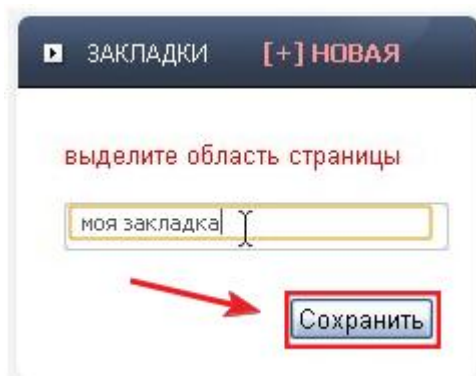 ЗАКЛАДКИ [+] НОВАЯ
выделите область страницы
моя закладка
Сохранить